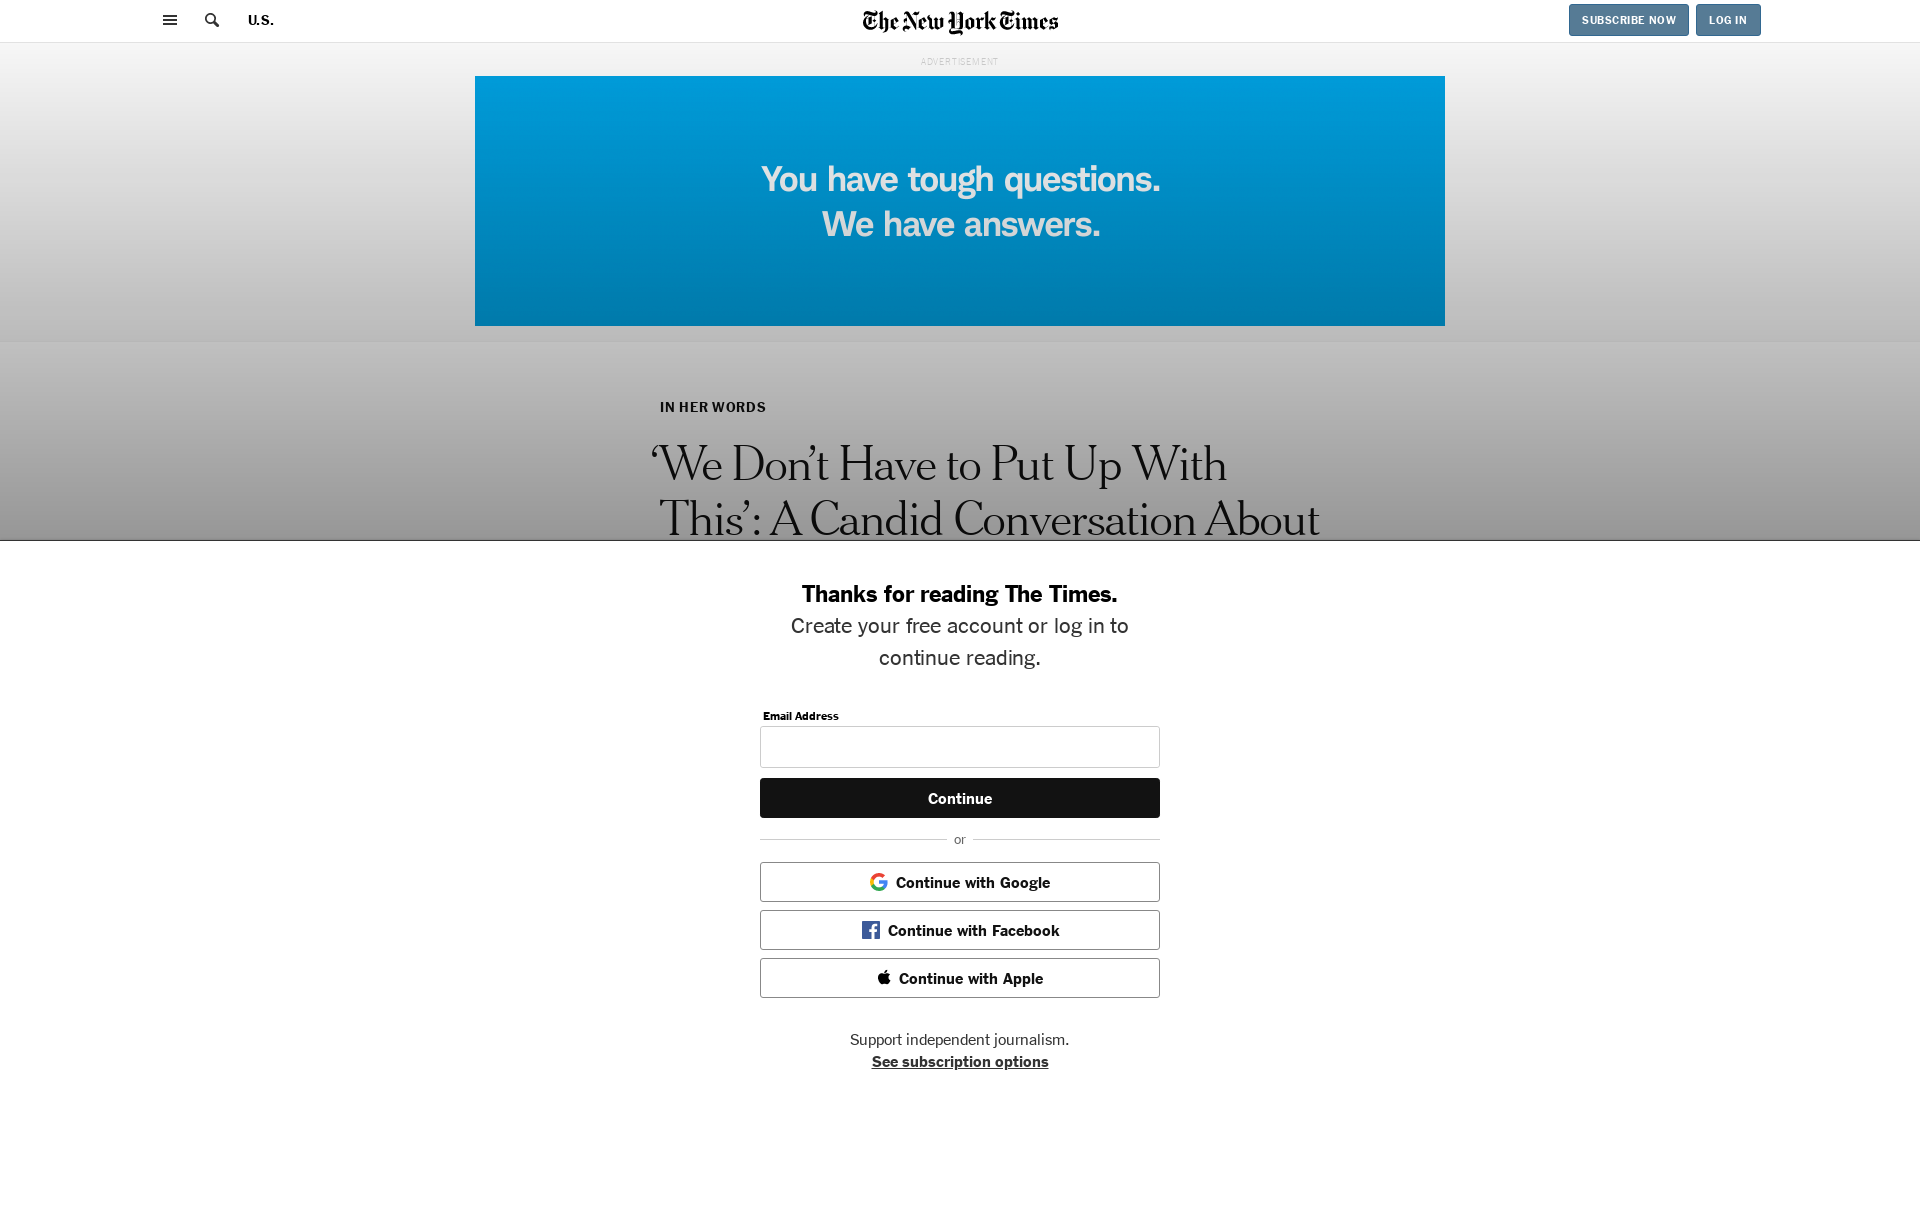 U.S.
The New York Times
SUBSCRIBE NOW
LOG IN
ADVERTISEMENT
You have tough questions.
We have answers.
IN HER WORDS
‘We Don’t Have to Put Up With
This’: A Candid Conversation About
Thanks for reading The Times.
Create your free account or log in to
continue reading.
Email Address
Continue
or
Continue with Google
Continue with Facebook
Continue with Apple
Support independent journalism.
See subscription options